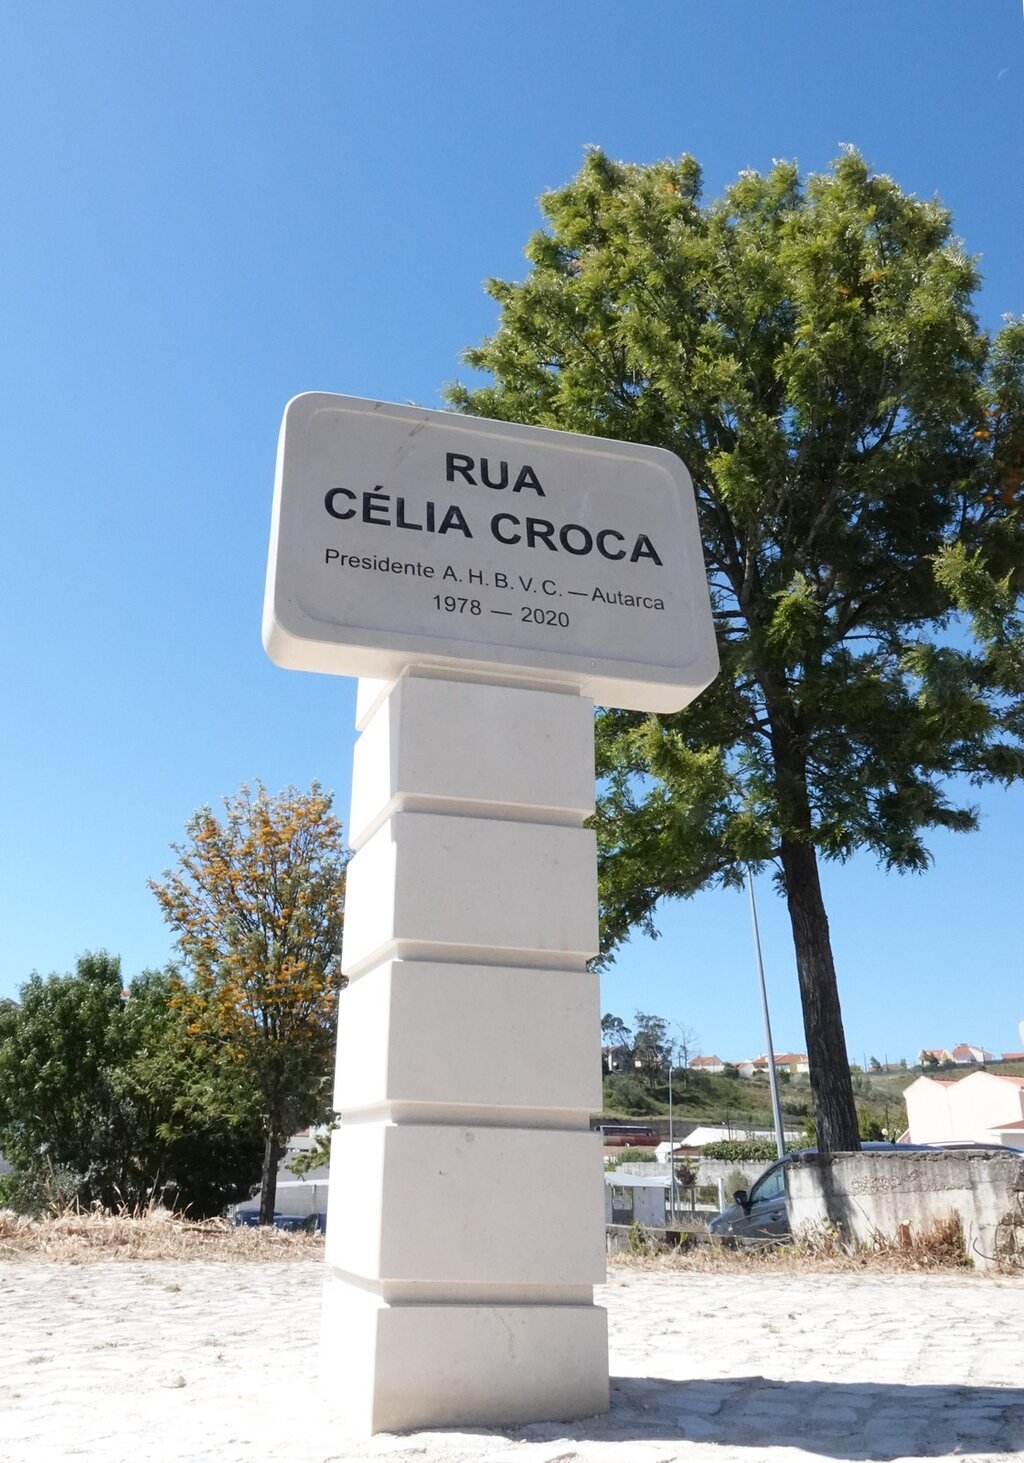 RUA
CÉLIA CROCA
Presidente A. H. B. V. C. — Autarca
1978 — 2020